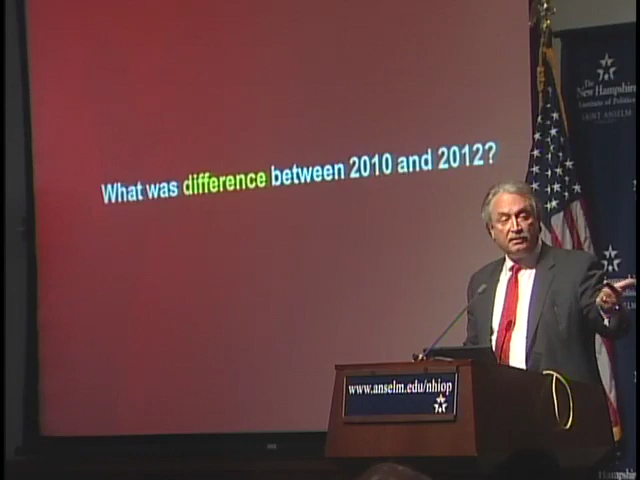 What was difference between 2010 and 2012?
The
New Hampshire
Institute of Politics
SAINT ANSELM
www.anselm.edu/nhiop
Hampshire